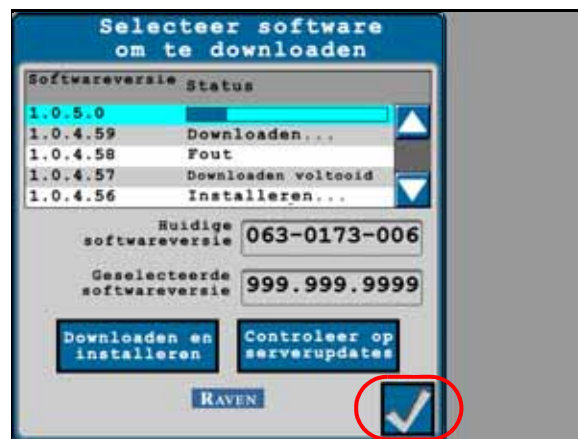 Selecteer software
om te downloaden
Softwareversie Status
1.0.5.0
1.0.4.59 Downloaden...
1.0.4.58 Fout
1.0.4.57 Downloaden voltooid
1.0.4.56 Installeren...
Huidige
softwareversie 063-0173-006
Geselecteerde
softwareversie 999.999.9999
Downloaden en
installeren
Controleer op
serverupdates
RAVEN